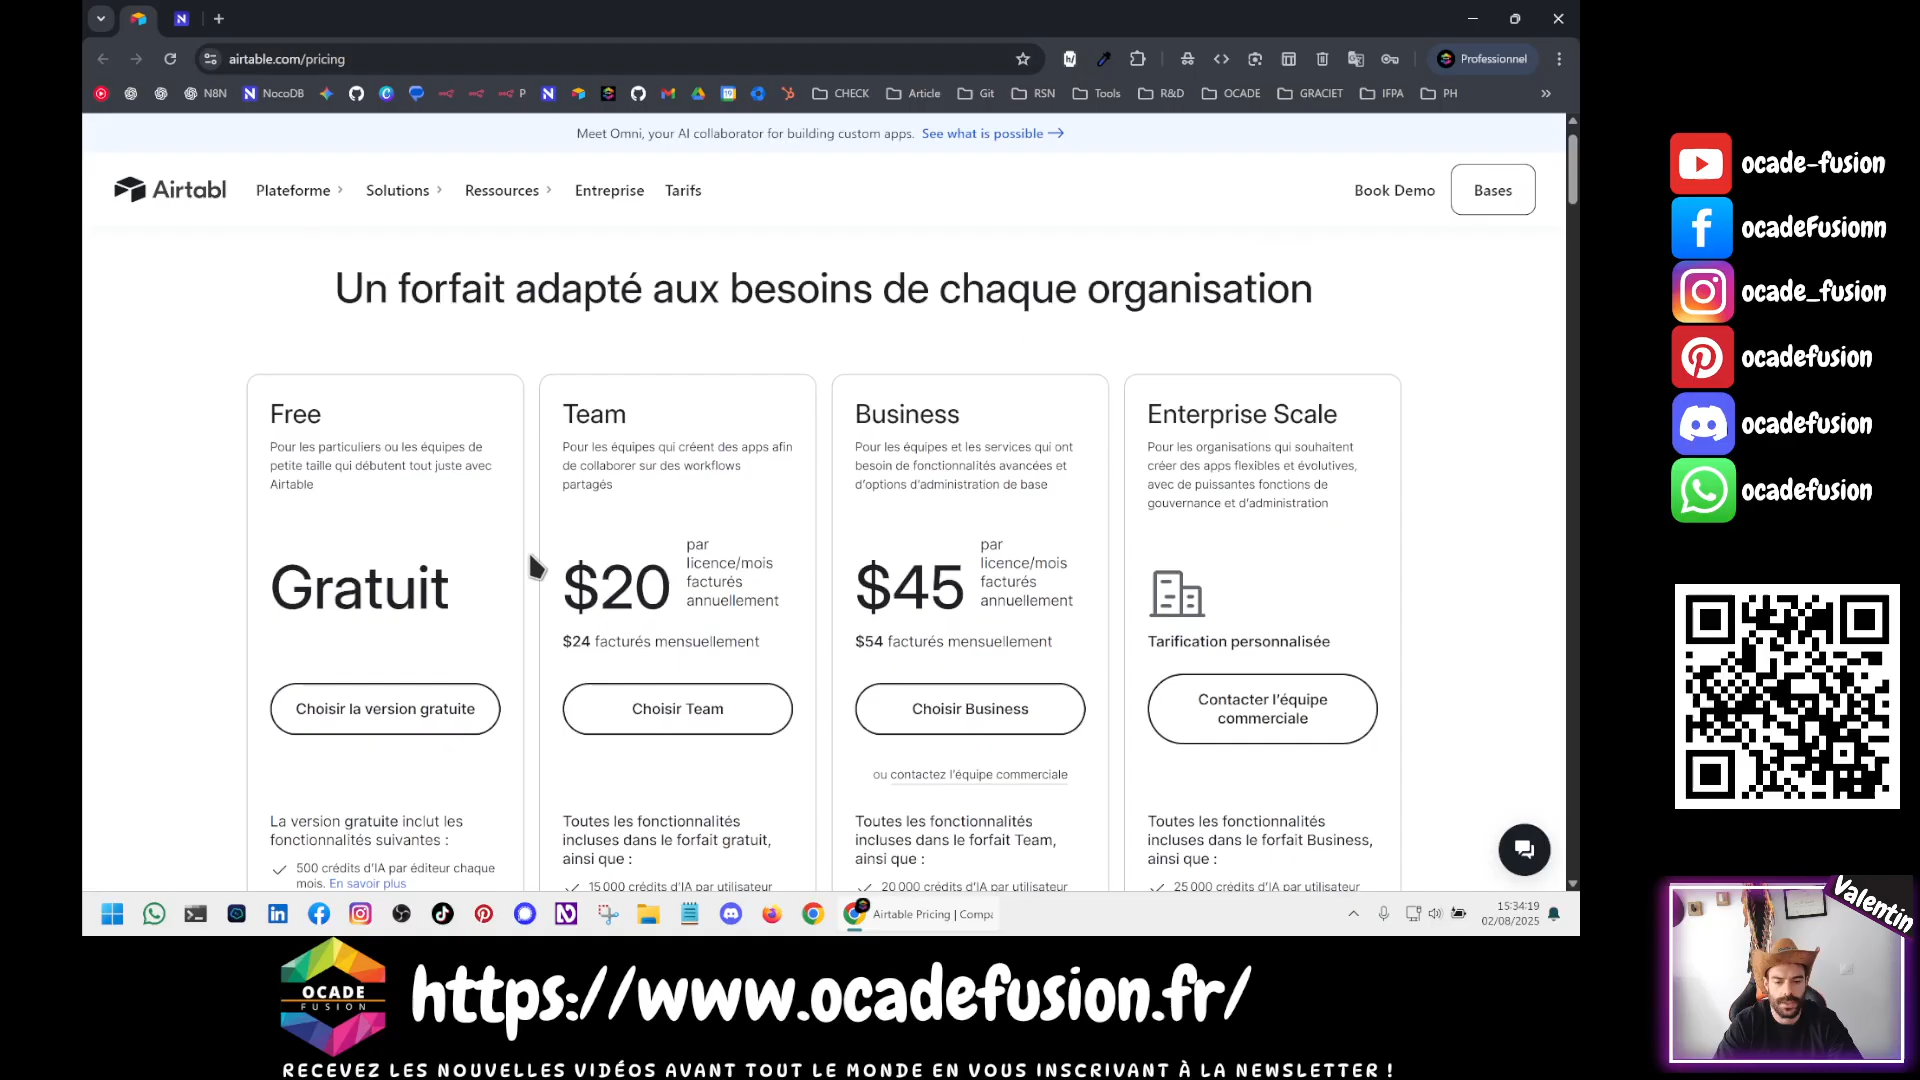 airtable.com/pricing
Professionnel
N8N
NocoDB
P
CHECK
Article
Git
RSN
Tools
R&D
OCADE
GRACIET
IFPA
PH
»
Meet Omni, your AI collaborator for building custom apps. See what is possible →
Airtabl
Plateforme
Solutions
Ressources
Entreprise
Tarifs
Book Demo
Bases
Un forfait adapté aux besoins de chaque organisation
Free
Pour les particuliers ou les équipes de
petite taille qui débutent tout juste avec
Airtable
Gratuit
Choisir la version gratuite
La version gratuite inclut les
fonctionnalités suivantes :
500 crédits d'IA par éditeur chaque
mois. En savoir plus
Team
Pour les équipes qui créent des apps afin
de collaborer sur des workflows
partagés
$20
par
licence/mois
facturés
annuellement
$24 facturés mensuellement
Choisir Team
Toutes les fonctionnalités
incluses dans le forfait gratuit,
ainsi que :
15 000 crédits d'IA par utilisateur
Business
Pour les équipes et les services qui ont
besoin de fonctionnalités avancées et
d'options d'administration de base
$45
par
licence/mois
facturés
annuellement
$54 facturés mensuellement
Choisir Business
ou contactez l'équipe commerciale
Toutes les fonctionnalités
incluses dans le forfait Team,
ainsi que :
20 000 crédits d'IA par utilisateur
Enterprise Scale
Pour les organisations qui souhaitent
créer des apps flexibles et évolutives,
avec de puissantes fonctions de
gouvernance et d'administration
Tarification personnalisée
Contacter l'équipe
commerciale
Toutes les fonctionnalités
incluses dans le forfait Business,
ainsi que :
25 000 crédits d'IA par utilisateur
Airtable Pricing | Compa
15:34:19
02/08/2025
ocade-fusion
ocadeFusionn
ocade_fusion
ocadefusion
ocadefusion
ocadefusion
Valentin
OCADE
FUSION
https://www.ocadefusion.fr/
RECEVEZ LES NOUVELLES VIDÉOS AVANT TOUT LE MONDE EN VOUS INSCRIVANT À LA NEWSLETTER !